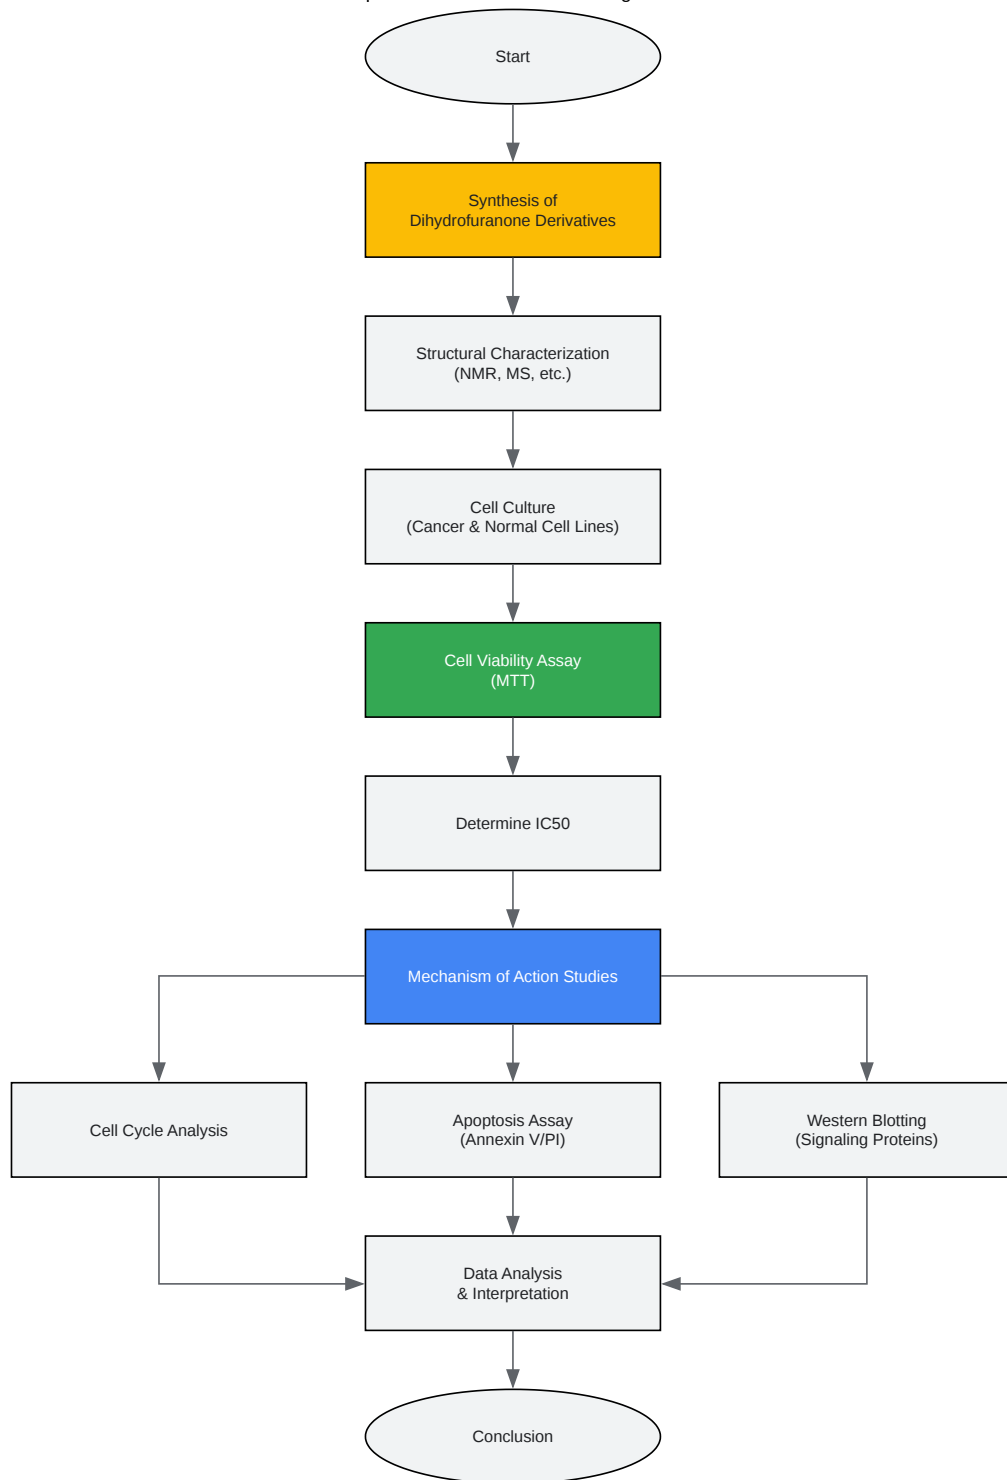 Start
Synthesis of
Dihydrofuranone Derivatives
Structural Characterization
(NMR, MS, etc.)
Cell Culture
(Cancer & Normal Cell Lines)
Cell Viability Assay
(MTT)
Determine IC50
Mechanism of Action Studies
Cell Cycle Analysis
Apoptosis Assay
(Annexin V/PI)
Western Blotting
(Signaling Proteins)
Data Analysis
& Interpretation
Conclusion